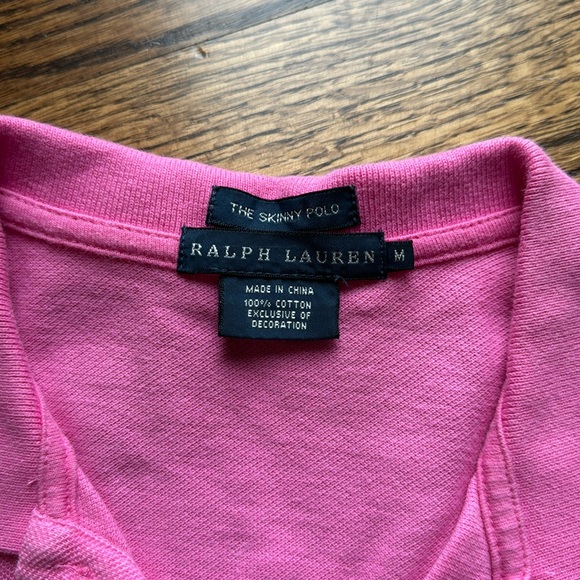 THE SKINNY POLO
RALPH LAUREN M
MADE IN CHINA
100% COTTON
EXCLUSIVE OF
DECORATION